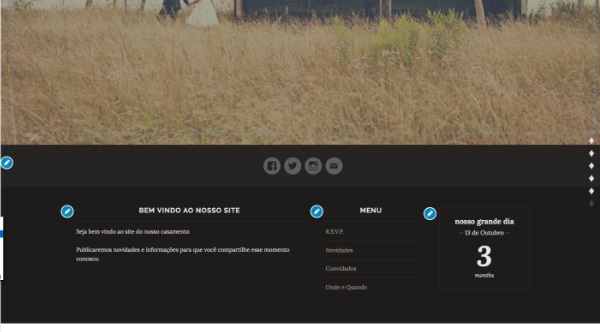 BEM VINDO AO NOSSO SITE
Seja bem vindo ao site do nosso casamento
Publicaremos novidades e informações para que você compartilhe esse momento
conosco.
MENU
R.S.V.P.
Novidades
Convidados
Onde e Quando
nosso grande dia
- 13 de Outubro -
3
months